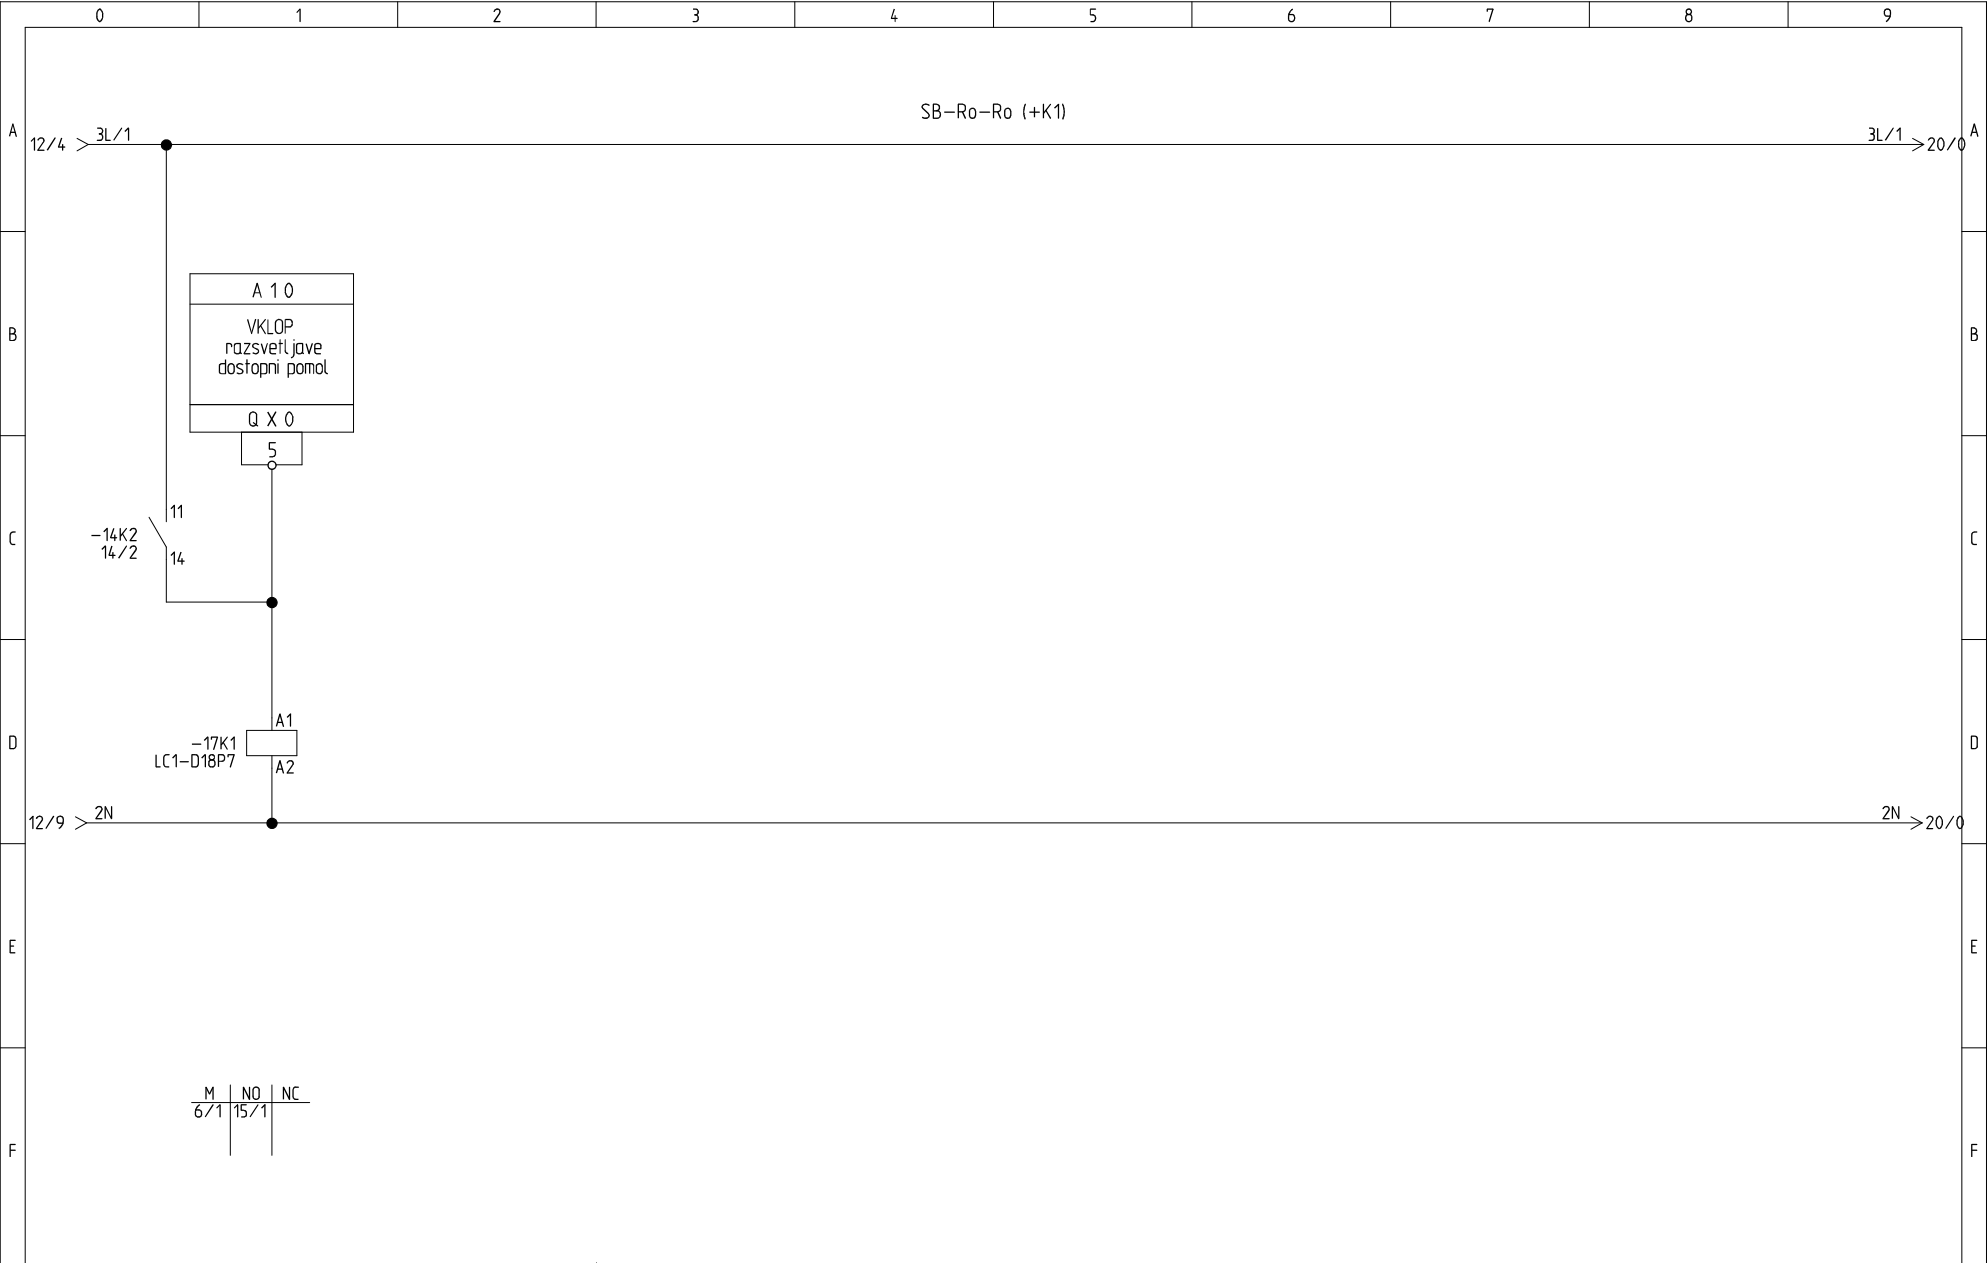 0 1 2 3 4 5 6 7 8 9
SB-Ro-Ro (+K1)
A A
12/4 3L/1 3L/1 20/0
A 1 0
B B
VKLOP
razsvetljave
dostopni pomol
Q X 0
5
11
C -14K2 C
14/2 14
A1
D -17K1 D
LC1-D18P7 A2
12/9 2N 2N 20/0
E E
M NO NC
6/1 15/1
F F